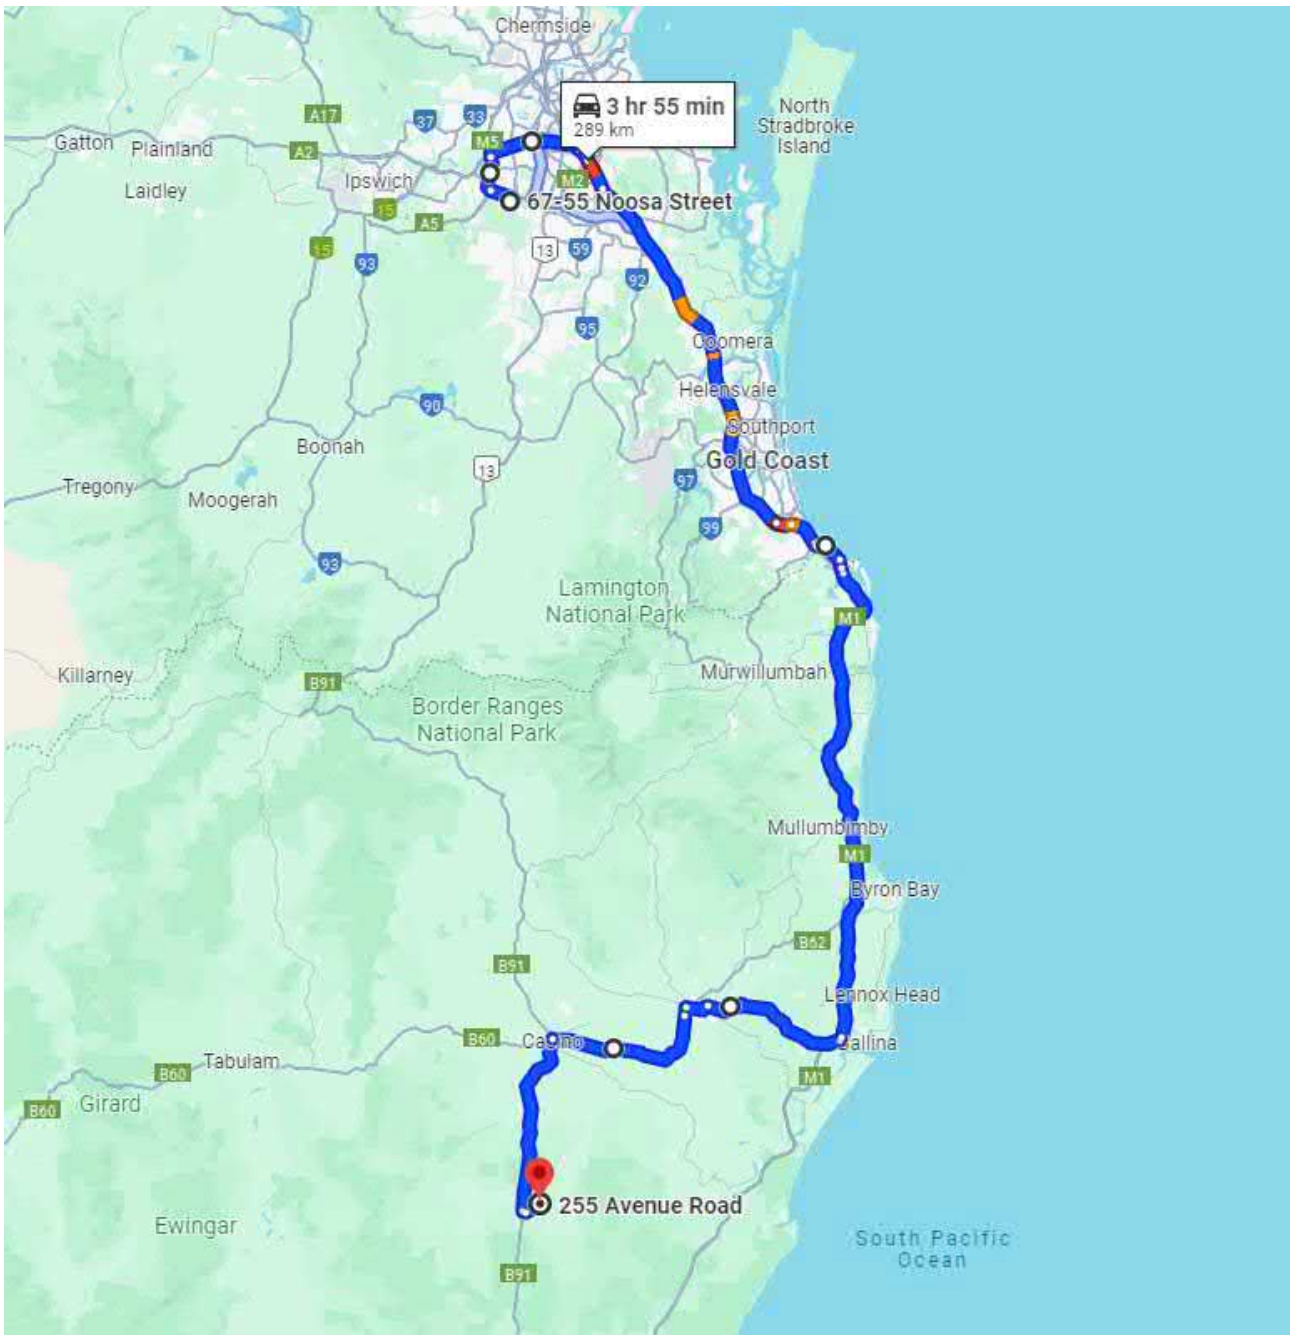 Chermside
3 hr 55 min
289 km
North
Stradbroke
Island
A17
37
33
M5
Gatton
Plainland
A2
Laidley
Ipswich
M2
67-55 Noosa Street
15
A5
15
13
59
93
92
95
Coomera
Helensvale
90
Southport
Boonah
Gold Coast
13
97
Tregony
Moogerah
99
93
Lamington
National Park
M1
Killarney
Murwillumbah
B91
Border Ranges
National Park
Mullumbimby
M1
Byron Bay
B62
B91
Lennox Head
B60
Casino
Ballina
Tabulam
B60
M1
Girard
B60
255 Avenue Road
Ewingar
South Pacific
Ocean
B91